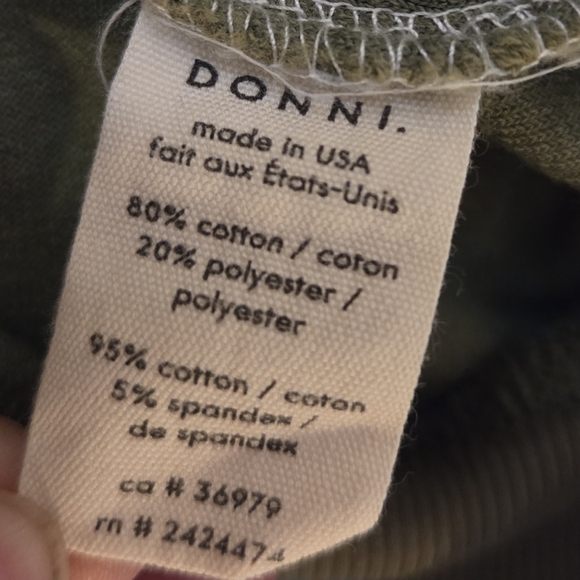 DONNI.
made in USA
fait aux États-Unis
80% cotton / coton
20% polyester /
polyester
95% cotton / coton
5% spandex /
de spandex
ca # 36979
rn #